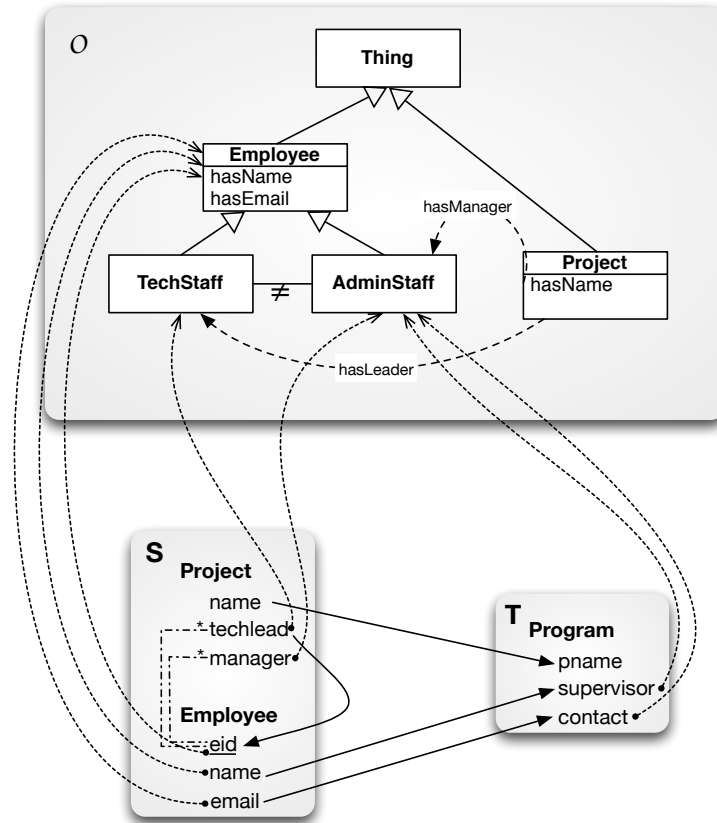 O
Thing
Employee
hasName
hasEmail
hasManager
Project
hasName
TechStaff
≠
AdminStaff
hasLeader
S
Project
name
* techlead
* manager
Employee
eid
name
email
T
Program
pname
supervisor
contact